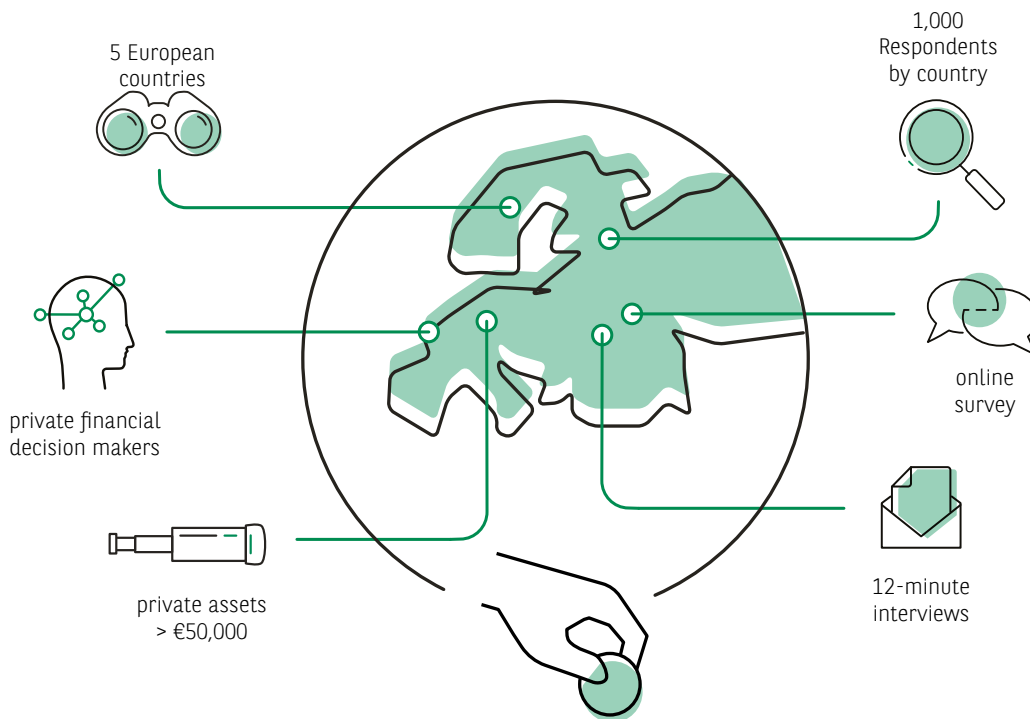 5 European
countries
1,000
Respondents
by country
private financial
decision makers
online
survey
private assets
> €50,000
12-minute
interviews